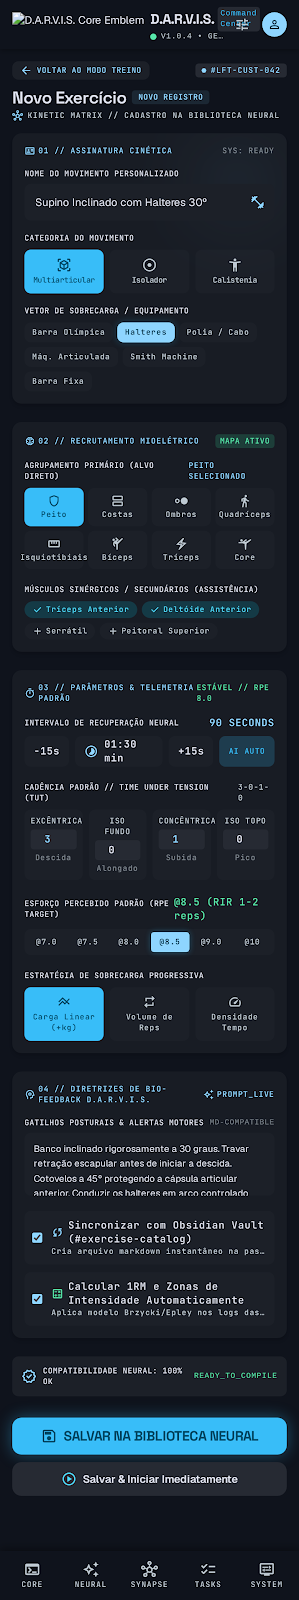 D.A.R.V.I.S. Core Emblem
D.A.R.V.I.S.
Command
Cen
V1.0.4 • GE…
VOLTAR AO MODO TREINO
#LFT-CUST-042
Novo Exercício
NOVO REGISTRO
KINETIC MATRIX // CADASTRO NA BIBLIOTECA NEURAL
01 // ASSINATURA CINÉTICA
SYS: READY
NOME DO MOVIMENTO PERSONALIZADO
Supino Inclinado com Halteres 30°
CATEGORIA DO MOVIMENTO
Multiarticular
Isolador
Calistenia
VETOR DE SOBRECARGA / EQUIPAMENTO
Barra Olímpica
Halteres
Polia / Cabo
Máq. Articulada
Smith Machine
Barra Fixa
02 // RECRUTAMENTO MIOELÉTRICO
MAPA ATIVO
AGRUPAMENTO PRIMÁRIO (ALVO
DIRETO)
PEITO
SELECIONADO
Peito
Costas
Ombros
Quadríceps
Isquiotibiais
Bíceps
Tríceps
Core
MÚSCULOS SINÉRGICOS / SECUNDÁRIOS (ASSISTÊNCIA)
Tríceps Anterior
Deltóide Anterior
Serrátil
Peitoral Superior
03 // PARÂMETROS & TELEMETRIA
PADRÃO
ESTÁVEL // RPE
8.0
INTERVALO DE RECUPERAÇÃO NEURAL
90 SECONDS
-15s
01:30
min
+15s
AI AUTO
CADÊNCIA PADRÃO // TIME UNDER TENSION
(TUT)
3-0-1-
0
EXCÊNTRICA
3
Descida
ISO
FUNDO
0
Alongado
CONCÊNTRICA
1
Subida
ISO TOPO
0
Pico
ESFORÇO PERCEBIDO PADRÃO (RPE
TARGET)
@8.5 (RIR 1-2
reps)
@7.0
@7.5
@8.0
@8.5
@9.0
@10
ESTRATÉGIA DE SOBRECARGA PROGRESSIVA
Carga Linear
(+kg)
Volume de
Reps
Densidade
Tempo
04 // DIRETRIZES DE BIO-
FEEDBACK D.A.R.V.I.S.
PROMPT_LIVE
GATILHOS POSTURAIS & ALERTAS MOTORES
MD-COMPATIBLE
Banco inclinado rigorosamente a 30 graus. Travar
retração escapular antes de iniciar a descida.
Cotovelos a 45° protegendo a cápsula articular
anterior. Conduzir os halteres em arco controlado
Sincronizar com Obsidian Vault
(#exercise-catalog)
Cria arquivo markdown instantâneo na pas…
Calcular 1RM e Zonas de
Intensidade Automaticamente
Aplica modelo Brzycki/Epley nos logs das…
COMPATIBILIDADE NEURAL: 100%
OK
READY_TO_COMPILE
SALVAR NA BIBLIOTECA NEURAL
Salvar & Iniciar Imediatamente
CORE
NEURAL
SYNAPSE
TASKS
SYSTEM